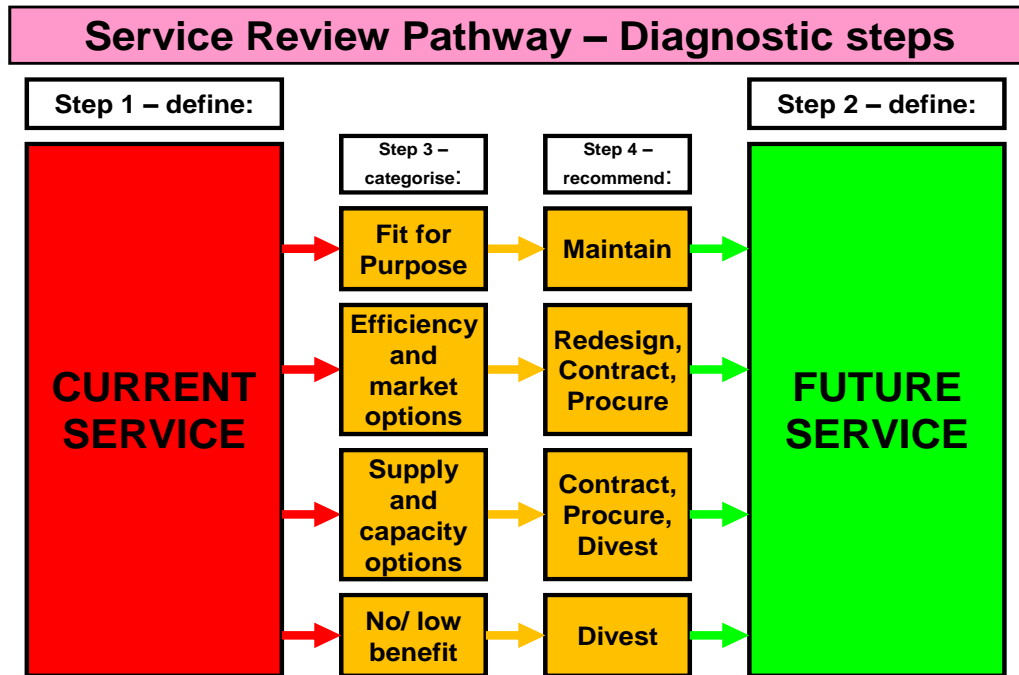 Service Review Pathway – Diagnostic steps
Step 1 – define:
Step 2 – define:
Step 3 –
categorise:
Step 4 –
recommend:
CURRENT
SERVICE
Fit for
Purpose
Maintain
Efficiency
and
market
options
Redesign,
Contract,
Procure
Supply
and
capacity
options
Contract,
Procure,
Divest
No/ low
benefit
Divest
FUTURE
SERVICE